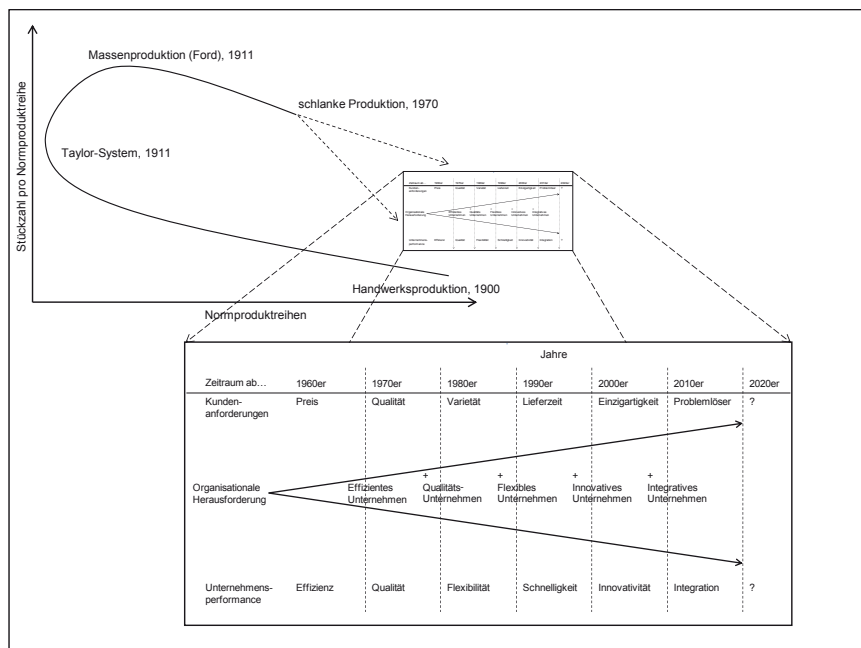 Stückzahl pro Normproduktreihe
Massenproduktion (Ford), 1911
schlanke Produktion, 1970
Taylor-System, 1911
Handwerksproduktion, 1900
Normproduktreihen
Jahre
Zeitraum ab… 1960er 1970er 1980er 1990er 2000er 2010er 2020er
Kunden- Preis Qualität Varietät Lieferzeit Einzigartigkeit Problemlöser ?
anforderungen
+ + + + 
Organisationale Effizientes Qualitäts- Flexibles Innovatives Integratives
Herausforderung Unternehmen Unternehmen Unternehmen Unternehmen Unternehmen
Unternehmens- Effizienz Qualität Flexibilität Schnelligkeit Innovativität Integration ?
performance